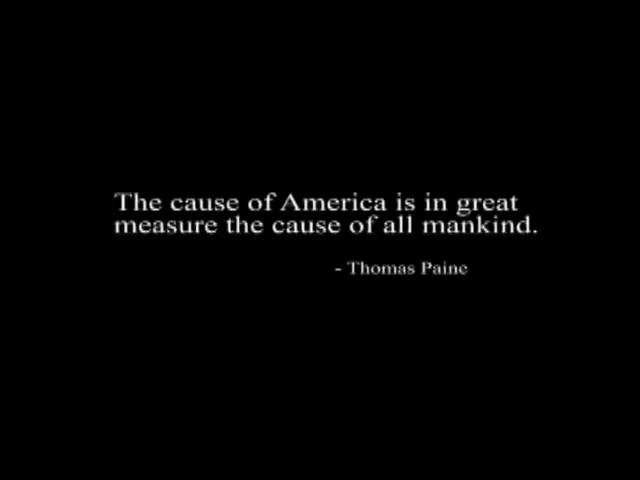 The cause of America is in great
measure the cause of all mankind.
- Thomas Paine